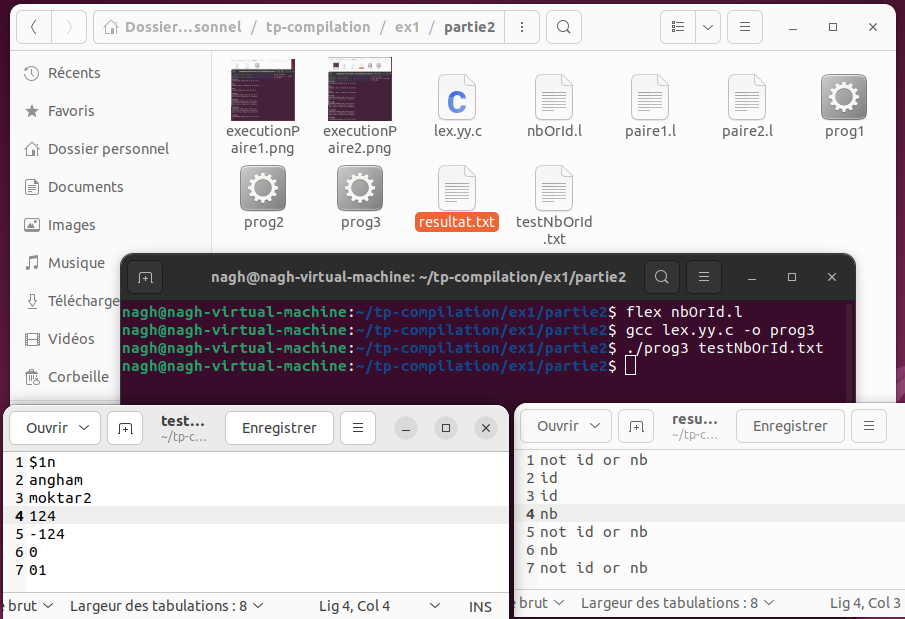 Dossier...sonnel / tp-compilation / ex1 / partie2
Récents
Favoris
Dossier personnel
Documents
Images
Musique
Télécharge
Vidéos
Corbeille
executionP
aire1.png
executionP
aire2.png
lex.yy.c
nbOrId.l
paire1.l
paire2.l
prog1
prog2
prog3
resultat.txt
testNbOrId
.txt
nagh@nagh-virtual-machine: ~/tp-compilation/ex1/partie2
nagh@nagh-virtual-machine:~/tp-compilation/ex1/partie2$ flex nbOrId.l
nagh@nagh-virtual-machine:~/tp-compilation/ex1/partie2$ gcc lex.yy.c -o prog3
nagh@nagh-virtual-machine:~/tp-compilation/ex1/partie2$ ./prog3 testNbOrId.txt
nagh@nagh-virtual-machine:~/tp-compilation/ex1/partie2$
Ouvrir
test...
~/tp-c...
Enregistrer
1 $1n
2 angham
3 moktar2
4 124
5 -124
6 0
7 01
brut
Largeur des tabulations : 8
Lig 4, Col 4
INS
Ouvrir
resu...
~/tp-c...
Enregistrer
1 not id or nb
2 id
3 id
4 nb
5 not id or nb
6 nb
7 not id or nb
brut
Largeur des tabulations : 8
Lig 4, Col 3